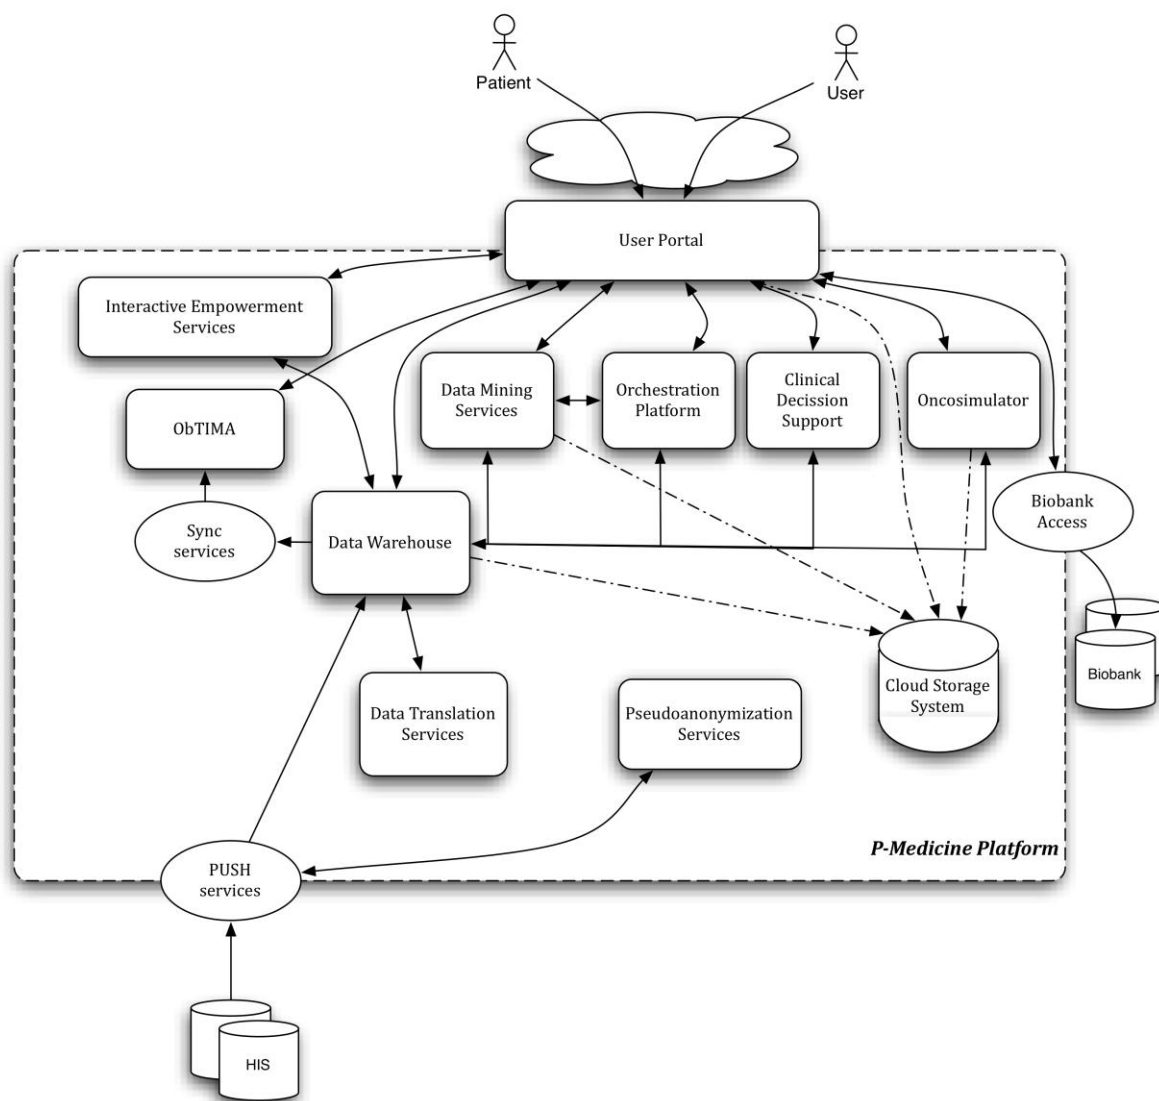 Patient
User
User Portal
Interactive Empowerment
Services
Data Mining
Services
Orchestration
Platform
Clinical
Decission
Support
Oncosimulator
ObTIMA
Biobank
Access
Sync
services
Data Warehouse
Biobank
Cloud Storage
System
Data Translation
Services
Pseudoanonymization
Services
P-Medicine Platform
PUSH
services
HIS